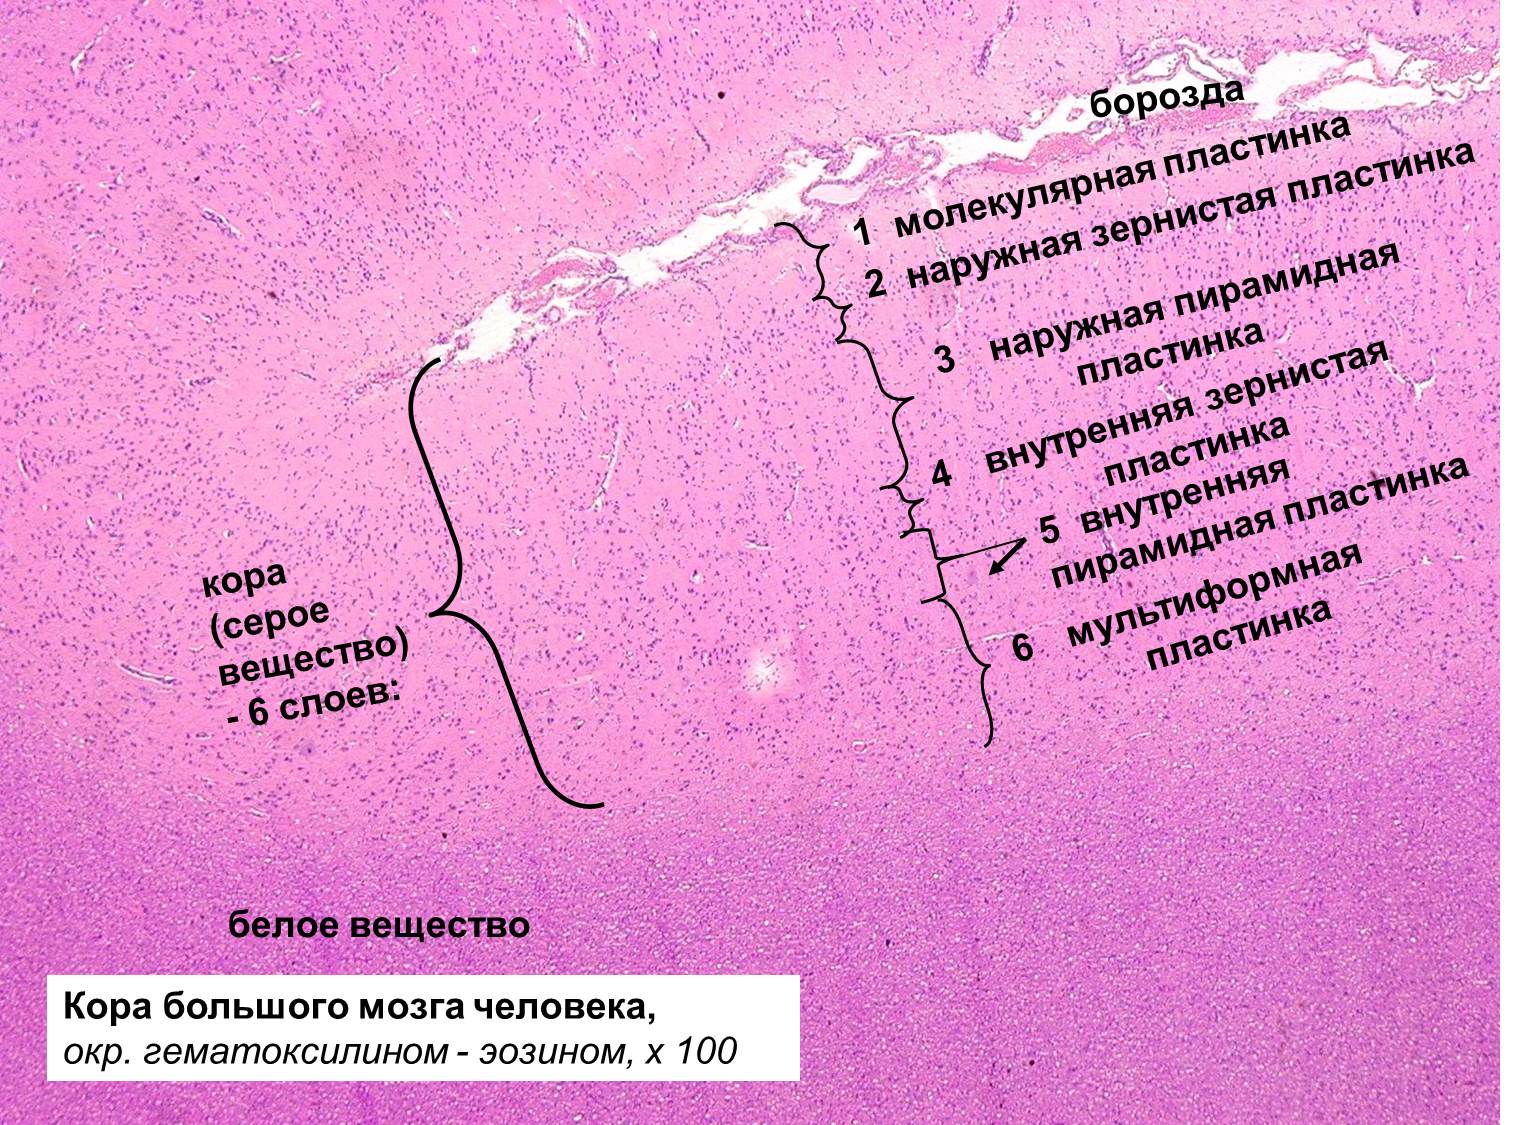 борозда
1 молекулярная пластинка
2 наружная зернистая пластинка
3 наружная пирамидная
пластинка
4 внутренняя зернистая
пластинка
5 внутренняя
пирамидная пластинка
6 мультиформная
пластинка
кора
(серое
вещество)
- 6 слоев:
белое вещество
Кора большого мозга человека,
окр. гематоксилином - эозином, х 100